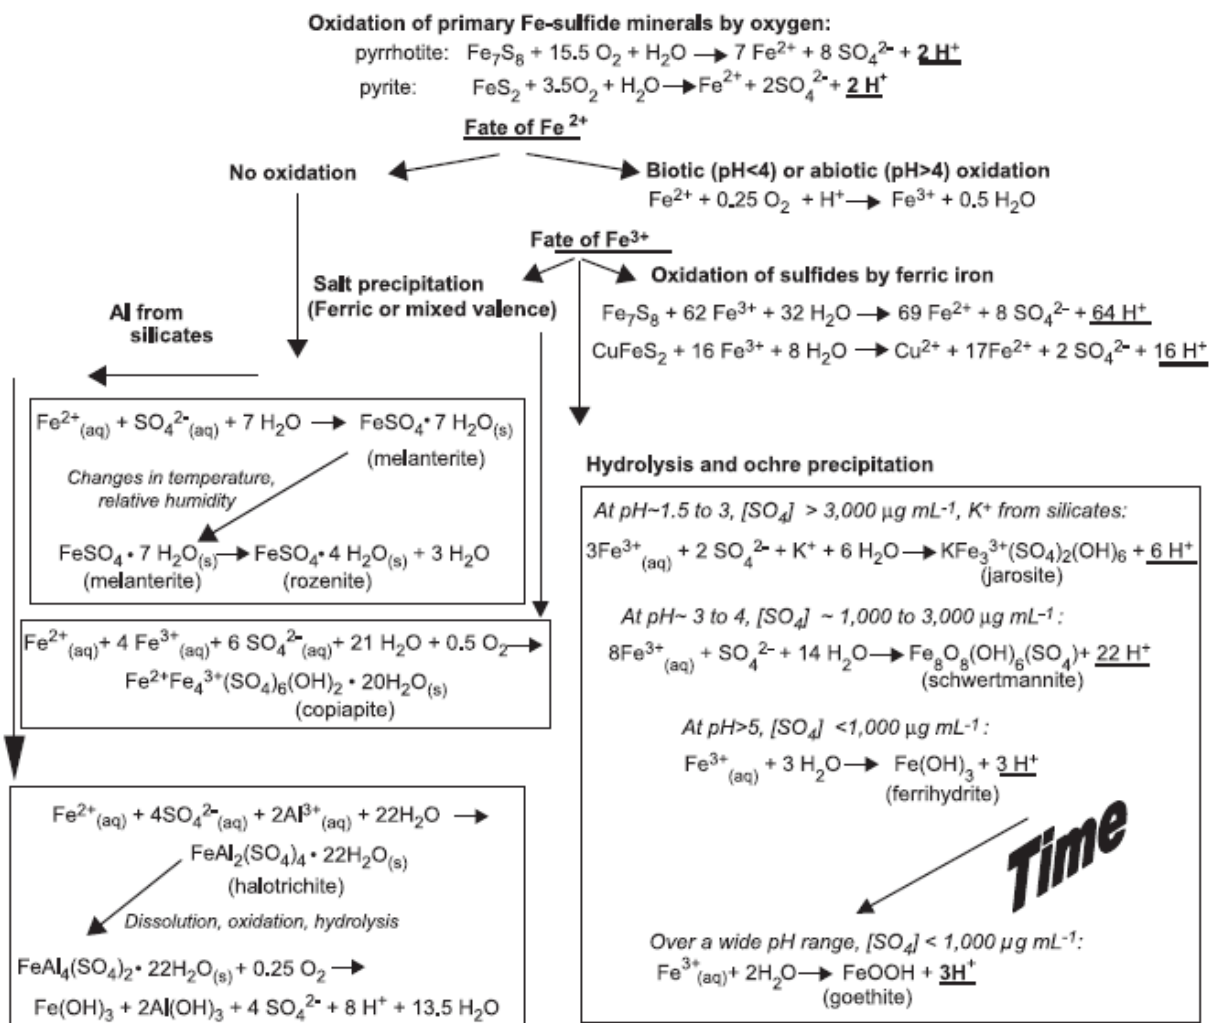 Oxidation of primary Fe-sulfide minerals by oxygen:
pyrrhotite: Fe₇S₈ + 15.5 O₂ + H₂O → 7 Fe²⁺ + 8 SO₄²⁻ + 2 H⁺
pyrite: FeS₂ + 3.5O₂ + H₂O → Fe²⁺ + 2SO₄²⁻ + 2 H⁺
Fate of Fe ²⁺
No oxidation
Biotic (pH<4) or abiotic (pH>4) oxidation
Fe²⁺ + 0.25 O₂ + H⁺ → Fe³⁺ + 0.5 H₂O
Fate of Fe³⁺
Salt precipitation
(Ferric or mixed valence)
Oxidation of sulfides by ferric iron
Fe₇S₈ + 62 Fe³⁺ + 32 H₂O → 69 Fe²⁺ + 8 SO₄²⁻ + 64 H⁺
CuFeS₂ + 16 Fe³⁺ + 8 H₂O → Cu²⁺ + 17Fe²⁺ + 2 SO₄²⁻ + 16 H⁺
Al from
silicates
Fe²⁺(aq) + SO₄²⁻(aq) + 7 H₂O → FeSO₄• 7 H₂O(s)
(melanterite)
Changes in temperature,
relative humidity
FeSO₄ • 7 H₂O(s) → FeSO₄• 4 H₂O(s) + 3 H₂O
(melanterite) (rozenite)
Fe²⁺(aq)+ 4 Fe³⁺(aq)+ 6 SO₄²⁻(aq)+ 21 H₂O + 0.5 O₂ →
Fe²⁺Fe₄³⁺(SO₄)₆(OH)₂ • 20H₂O(s)
(copiapite)
Fe²⁺(aq) + 4SO₄²⁻(aq) + 2Al³⁺(aq) + 22H₂O →
FeAl₂(SO₄)₄ • 22H₂O(s)
(halotrichite)
Dissolution, oxidation, hydrolysis
FeAl₄(SO₄)₂• 22H₂O(s) + 0.25 O₂ →
Fe(OH)₃ + 2Al(OH)₃ + 4 SO₄²⁻ + 8 H⁺ + 13.5 H₂O
Hydrolysis and ochre precipitation
At pH~1.5 to 3, [SO₄] > 3,000 µg mL⁻¹, K⁺ from silicates:
3Fe³⁺(aq) + 2 SO₄²⁻ + K⁺ + 6 H₂O → KFe₃³⁺(SO₄)₂(OH)₆ + 6 H⁺
(jarosite)
At pH~ 3 to 4, [SO₄] ~ 1,000 to 3,000 µg mL⁻¹ :
8Fe³⁺(aq) + SO₄²⁻ + 14 H₂O → Fe₈O₈(OH)₆(SO₄)+ 22 H⁺
(schwertmannite)
At pH>5, [SO₄] <1,000 µg mL⁻¹ :
Fe³⁺(aq) + 3 H₂O → Fe(OH)₃ + 3 H⁺
(ferrihydrite)
Time
Over a wide pH range, [SO₄] < 1,000 µg mL⁻¹:
Fe³⁺(aq)+ 2H₂O → FeOOH + 3H⁺
(goethite)